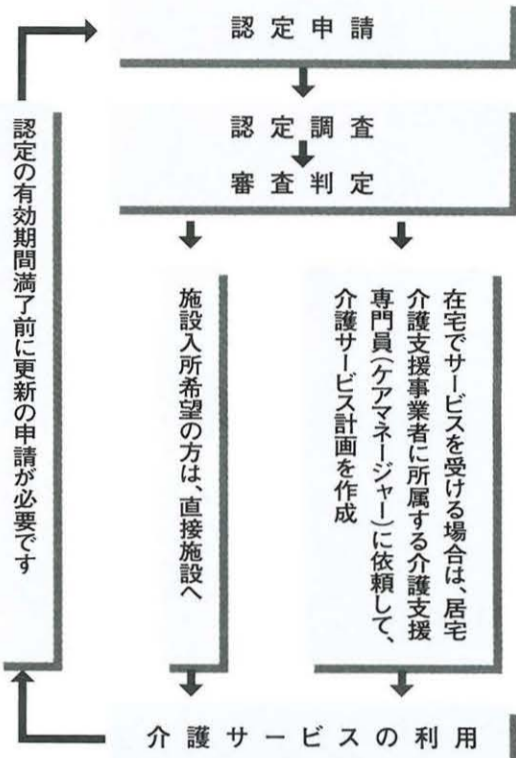 認定申請
認定調査
審査判定
在宅でサービスを受ける場合は、居宅
介護支援事業者に所属する介護支援
専門員(ケアマネージャー)に依頼して、
介護サービス計画を作成
施設入所希望の方は、直接施設へ
介護サービスの利用
認定の有効期間満了前に更新の申請が必要です